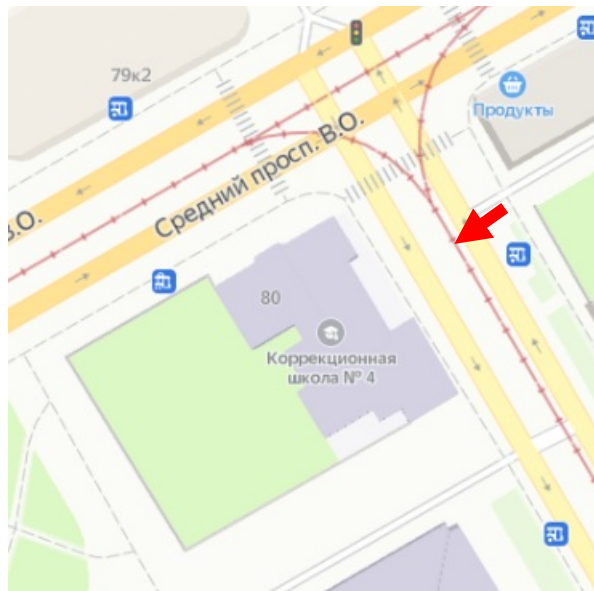 79к2
Продукты
Средний просп. В.О.
В.О.
80
Коррекционная
школа № 4